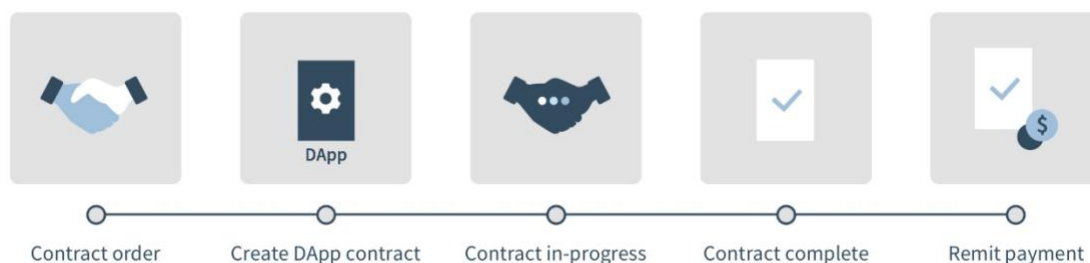 DApp
$
Contract order
Create DApp contract
Contract in-progress
Contract complete
Remit payment